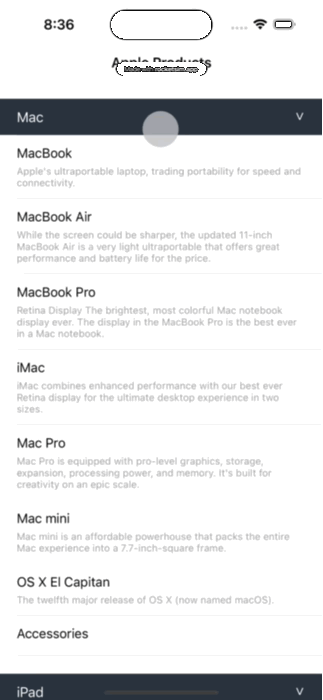 8:36
Apple Products
Mac
MacBook
Apple's ultraportable laptop, trading portability for speed and
connectivity.
MacBook Air
While the screen could be sharper, the updated 11-inch
MacBook Air is a very light ultraportable that offers great
performance and battery life for the price.
MacBook Pro
Retina Display The brightest, most colorful Mac notebook
display ever. The display in the MacBook Pro is the best ever
in a Mac notebook.
iMac
iMac combines enhanced performance with our best ever
Retina display for the ultimate desktop experience in two
sizes.
Mac Pro
Mac Pro is equipped with pro-level graphics, storage,
expansion, processing power, and memory. It's built for
creativity on an epic scale.
Mac mini
Mac mini is an affordable powerhouse that packs the entire
Mac experience into a 7.7-inch-square frame.
OS X El Capitan
The twelfth major release of OS X (now named macOS).
Accessories
iPad